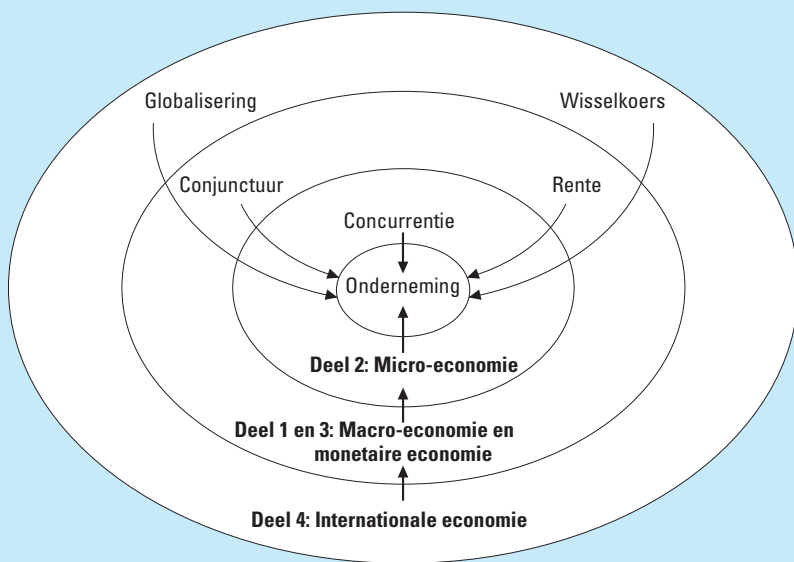 Globalisering
Wisselkoers
Conjunctuur
Rente
Concurrentie
Onderneming
Deel 2: Micro-economie
Deel 1 en 3: Macro-economie en
monetaire economie
Deel 4: Internationale economie